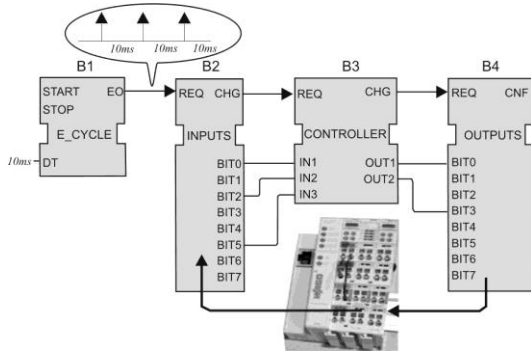 10ms 10ms 10ms
B1 B2 B3 B4
START EO
STOP
E_CYCLE
10ms DT
REQ CHG
INPUTS
BIT0
BIT1
BIT2
BIT3
BIT4
BIT5
BIT6
BIT7
REQ CHG
CONTROLLER
IN1 OUT1
IN2 OUT2
IN3
REQ CNF
OUTPUTS
BIT0
BIT1
BIT2
BIT3
BIT4
BIT5
BIT6
BIT7